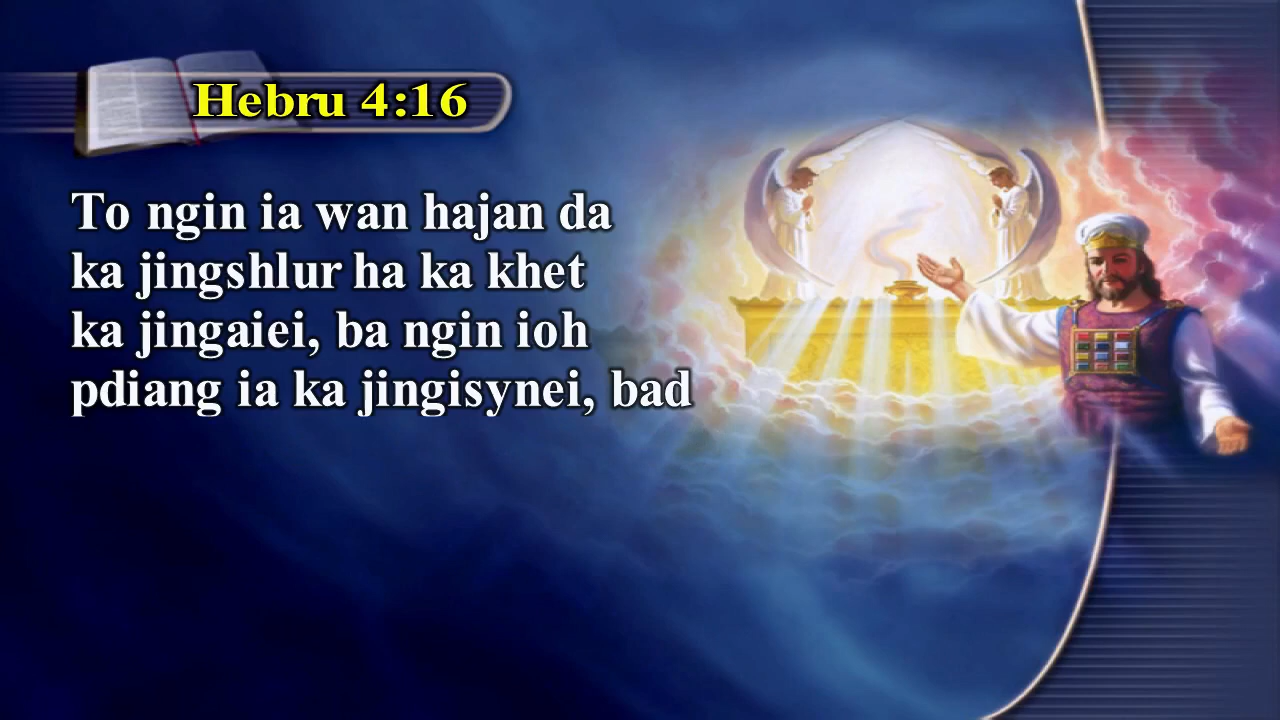 Hebru 4:16
To ngin ia wan hajan da
ka jingshlur ha ka khet
ka jingaiei, ba ngin ioh
pdiang ia ka jingisynei, bad